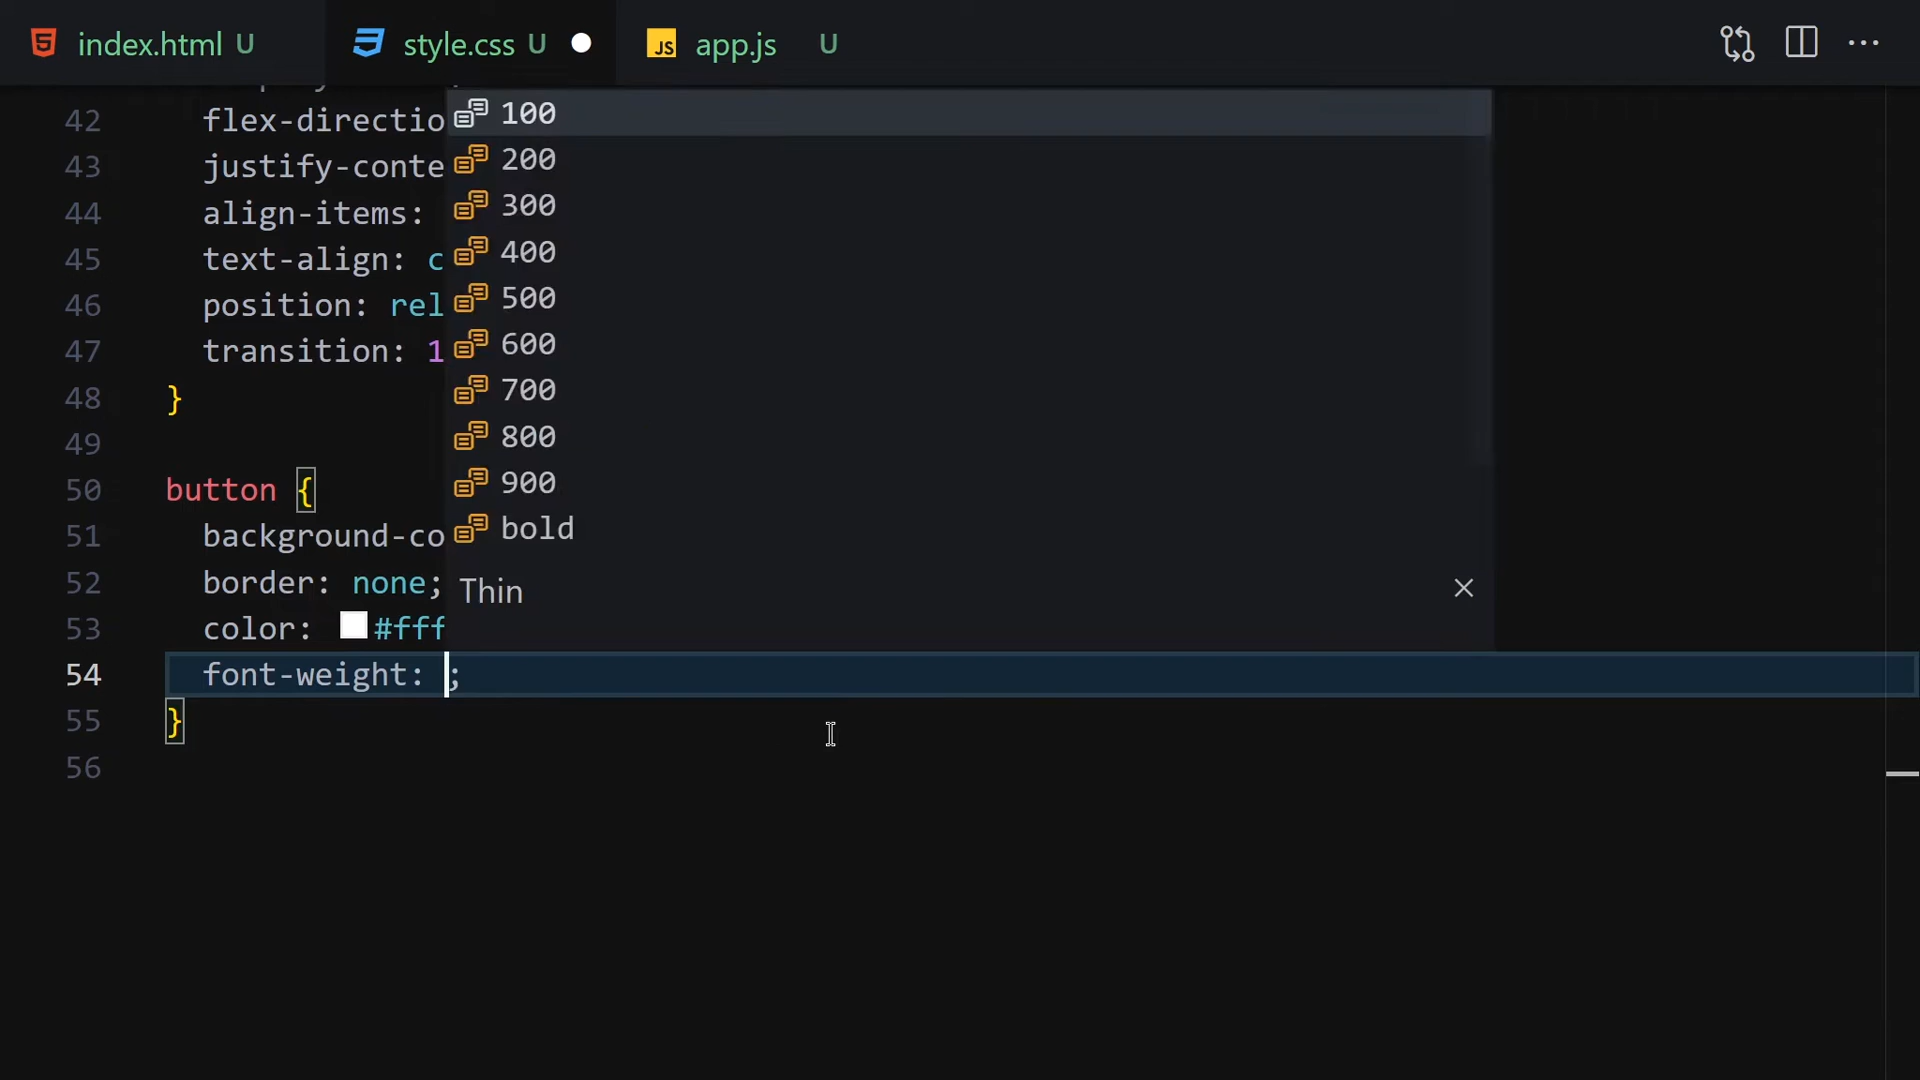 index.html U
style.css U
JS app.js U
42 flex-directio
43 justify-conte
44 align-items:
45 text-align: c
46 position: rel
47 transition: 1
48 }
49
50 button {
51 background-co
52 border: none;
53 color: #fff
54 font-weight: ;
55 }
56
100
200
300
400
500
600
700
800
900
bold
Thin